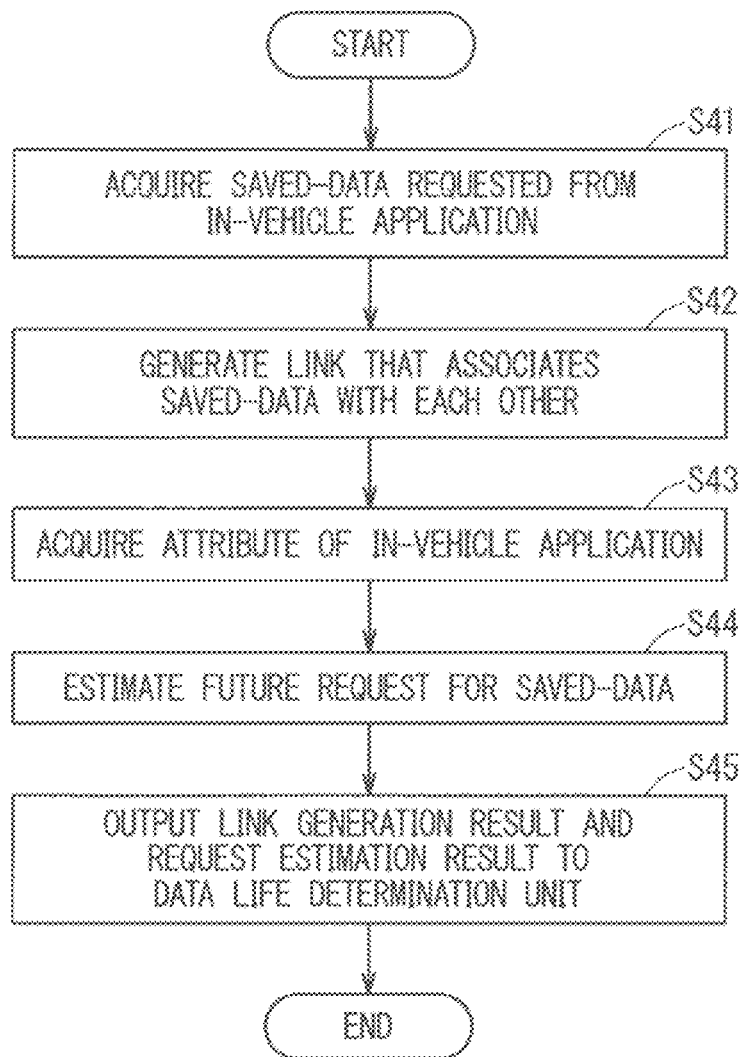 START
S41
ACQUIRE SAVED-DATA REQUESTED FROM
IN-VEHICLE APPLICATION
S42
GENERATE LINK THAT ASSOCIATES
SAVED-DATA WITH EACH OTHER
S43
ACQUIRE ATTRIBUTE OF IN-VEHICLE APPLICATION
S44
ESTIMATE FUTURE REQUEST FOR SAVED-DATA
S45
OUTPUT LINK GENERATION RESULT AND
REQUEST ESTIMATION RESULT TO
DATA LIFE DETERMINATION UNIT
END